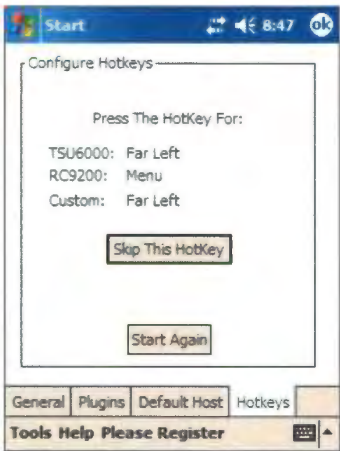 Start 8:47 ok
Configure Hotkeys
Press The HotKey For:
TSU6000: Far Left
RC9200: Menu
Custom: Far Left
Skip This HotKey
Start Again
General Plugins Default Host Hotkeys
Tools Help Please Register